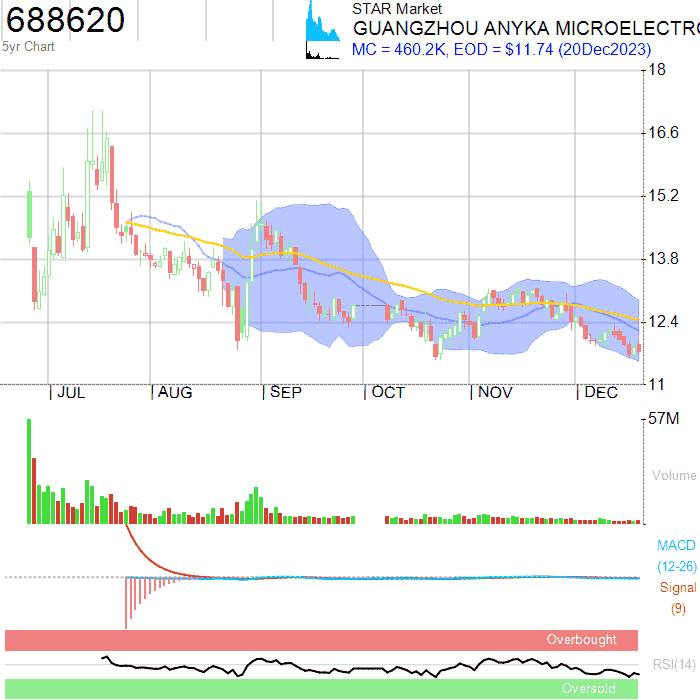 688620
5yr Chart
STAR Market
GUANGZHOU ANYKA MICROELECTRO
MC = 460.2K, EOD = $11.74 (20Dec2023)
18
16.6
15.2
13.8
12.4
11
JUL AUG SEP OCT NOV DEC
57M
Volume
MACD
(12-26)
Signal
(9)
Overbought
RSI(14)
Oversold